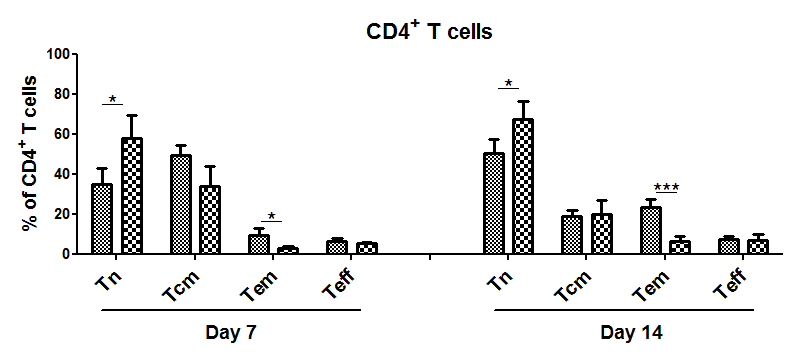 CD4⁺ T cells
% of CD4⁺ T cells
100
80
60
40
20
0
* * * ***
Tn Tcm Tem Teff Tn Tcm Tem Teff
Day 7 Day 14